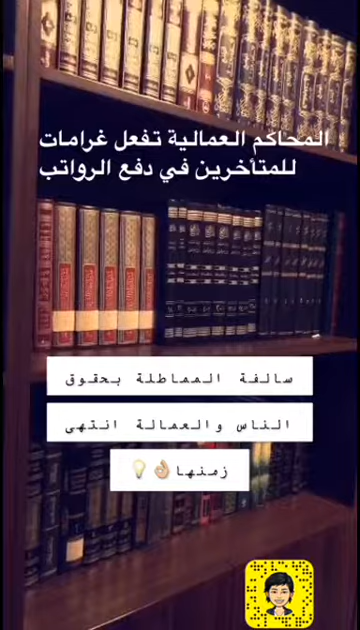 المحاكم العمالية تفعل غرامات
للمتأخرين في دفع الرواتب
سالفة المماطلة بحقوق
الناس والعمالة انتهى
زمنها👌🏼💡